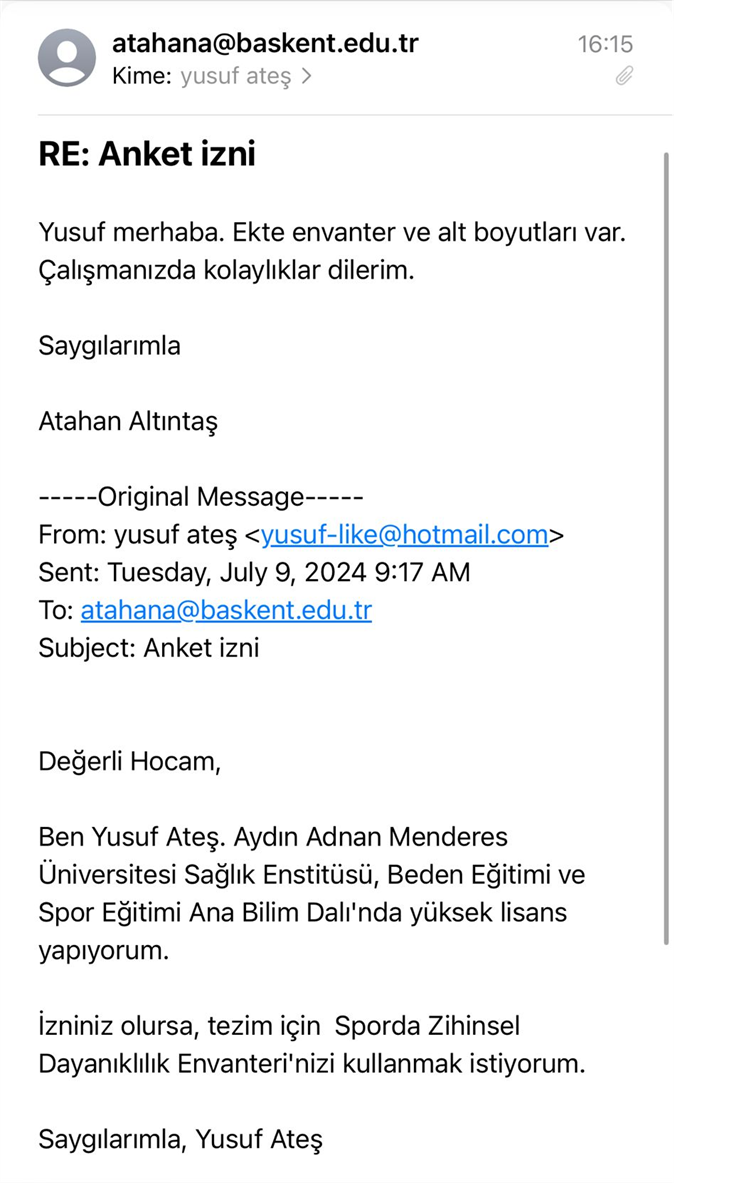 atahana@baskent.edu.tr
16:15
Kime: yusuf ateş >
RE: Anket izni
Yusuf merhaba. Ekte envanter ve alt boyutları var.
Çalışmanızda kolaylıklar dilerim.
Saygılarımla
Atahan Altıntaş
-----Original Message-----
From: yusuf ateş <yusuf-like@hotmail.com>
Sent: Tuesday, July 9, 2024 9:17 AM
To: atahana@baskent.edu.tr
Subject: Anket izni
Değerli Hocam,
Ben Yusuf Ateş. Aydın Adnan Menderes
Üniversitesi Sağlık Enstitüsü, Beden Eğitimi ve
Spor Eğitimi Ana Bilim Dalı'nda yüksek lisans
yapıyorum.
İzniniz olursa, tezim için  Sporda Zihinsel
Dayanıklılık Envanteri'nizi kullanmak istiyorum.
Saygılarımla, Yusuf Ateş